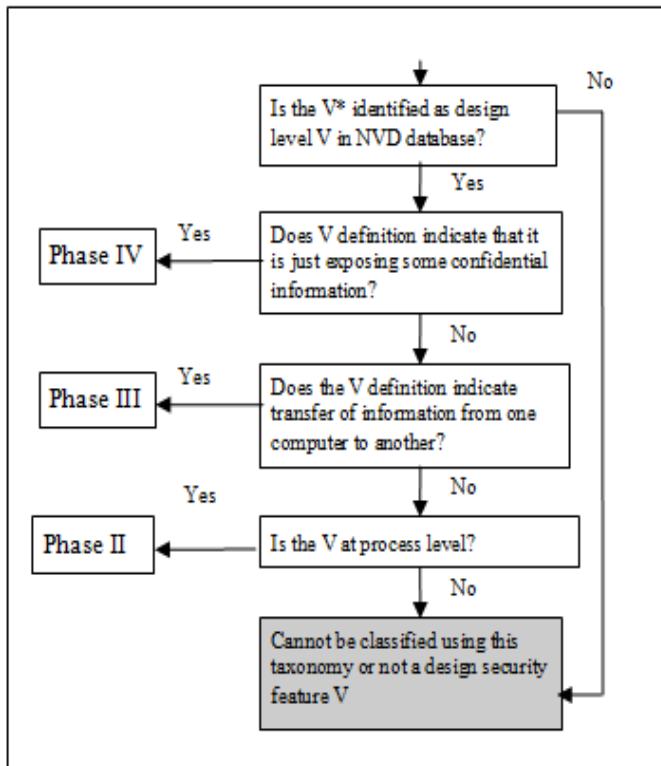 No
Is the V* identified as design
level V in NVD database?
Yes
Yes
Phase IV
Does V definition indicate that it
is just exposing some confidential
information?
No
Yes
Phase III
Does the V definition indicate
transfer of information from one
computer to another?
No
Yes
Phase II
Is the V at process level?
No
Cannot be classified using this
taxonomy or not a design security
feature V